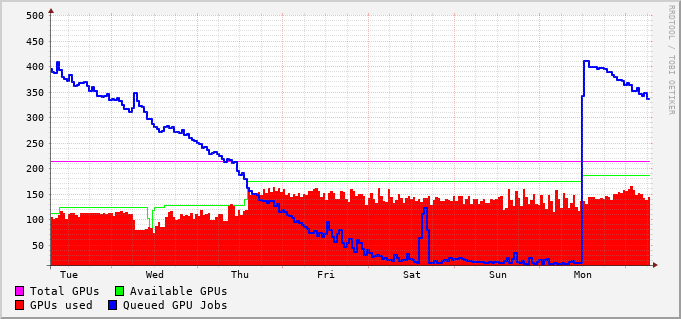 500
450
400
350
300
250
200
150
100
50
Tue Wed Thu Fri Sat Sun Mon
Total GPUs Available GPUs
GPUs used Queued GPU Jobs
RRDTOOL / TOBI OETIKER